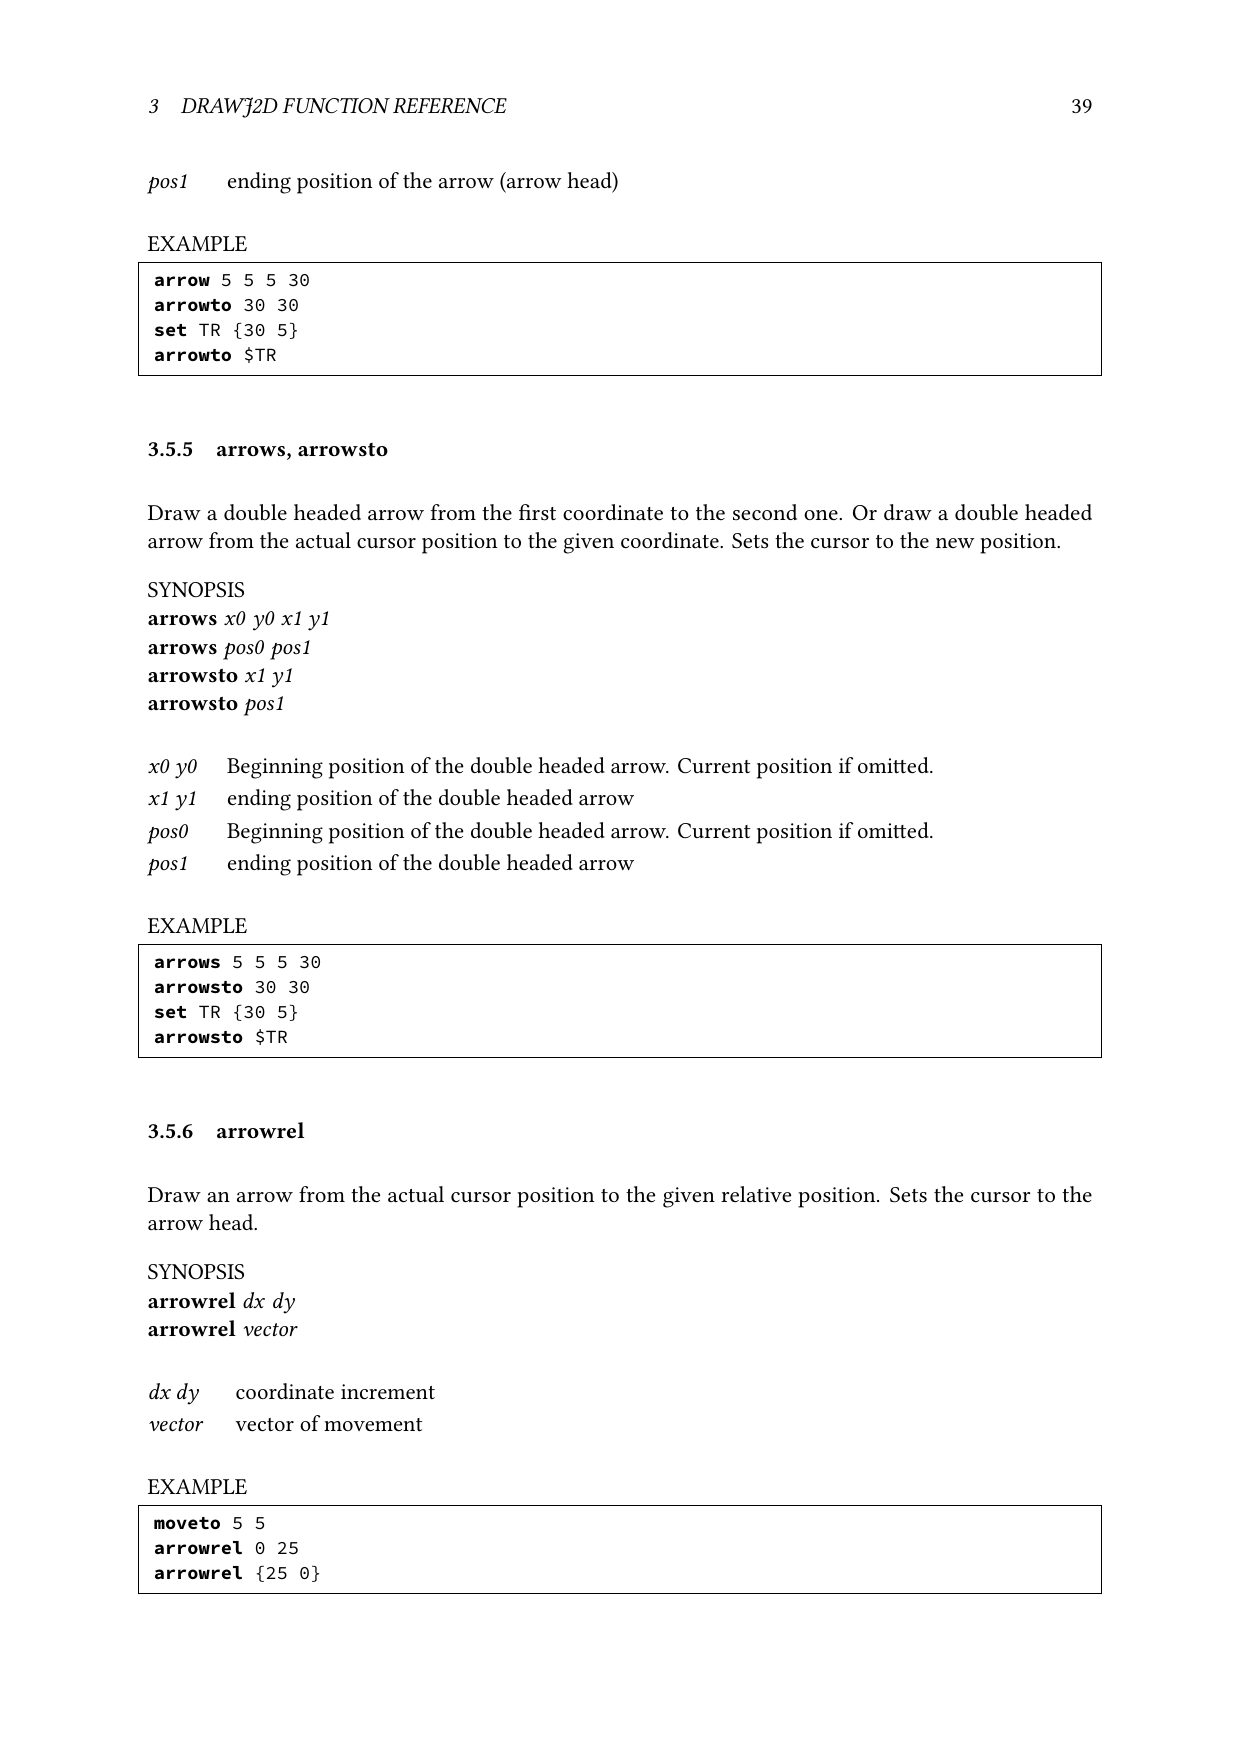 3 DRAWJ2D FUNCTION REFERENCE 39
pos1 ending position of the arrow (arrow head)
EXAMPLE
arrow 5 5 5 30
arrowto 30 30
set TR {30 5}
arrowto $TR
3.5.5 arrows, arrowsto
Draw a double headed arrow from the first coordinate to the second one. Or draw a double headed
arrow from the actual cursor position to the given coordinate. Sets the cursor to the new position.
SYNOPSIS
arrows x0 y0 x1 y1
arrows pos0 pos1
arrowsto x1 y1
arrowsto pos1
x0 y0 Beginning position of the double headed arrow. Current position if omitted.
x1 y1 ending position of the double headed arrow
pos0 Beginning position of the double headed arrow. Current position if omitted.
pos1 ending position of the double headed arrow
EXAMPLE
arrows 5 5 5 30
arrowsto 30 30
set TR {30 5}
arrowsto $TR
3.5.6 arrowrel
Draw an arrow from the actual cursor position to the given relative position. Sets the cursor to the
arrow head.
SYNOPSIS
arrowrel dx dy
arrowrel vector
dx dy coordinate increment
vector vector of movement
EXAMPLE
moveto 5 5
arrowrel 0 25
arrowrel {25 0}